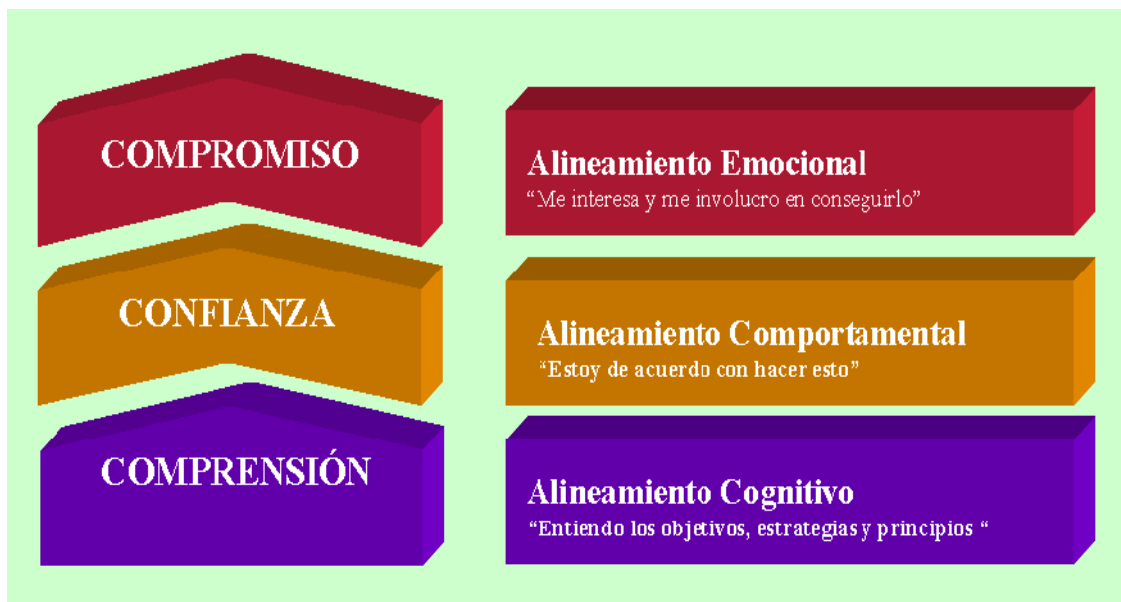 COMPROMISO
Alineamiento Emocional
“Me interesa y me involucro en conseguirlo”
CONFIANZA
Alineamiento Comportamental
“Estoy de acuerdo con hacer esto”
COMPRENSIÓN
Alineamiento Cognitivo
“Entiendo los objetivos, estrategias y principios “